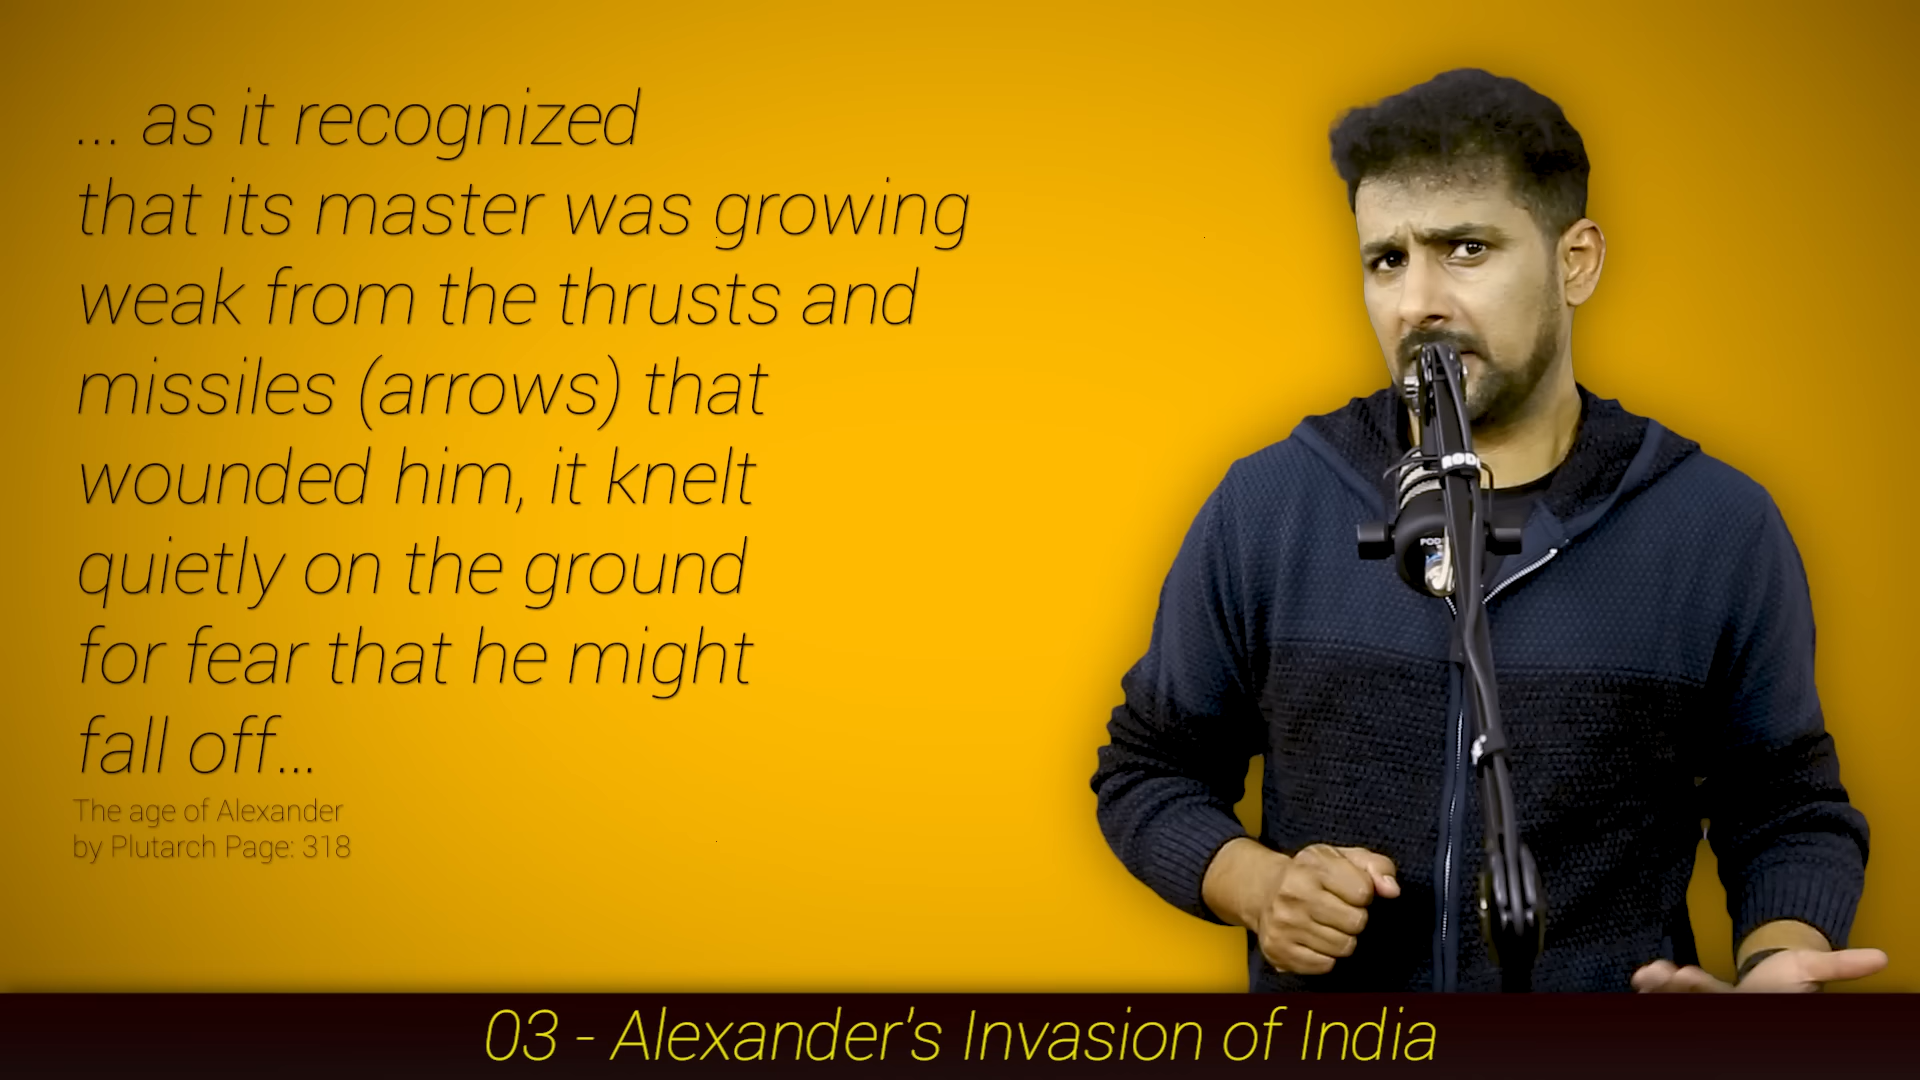 ... as it recognized
that its master was growing
weak from the thrusts and
missiles (arrows) that
wounded him, it knelt
quietly on the ground
for fear that he might
fall off...
The age of Alexander
by Plutarch Page: 318
RODE
POD
03 - Alexander's Invasion of India